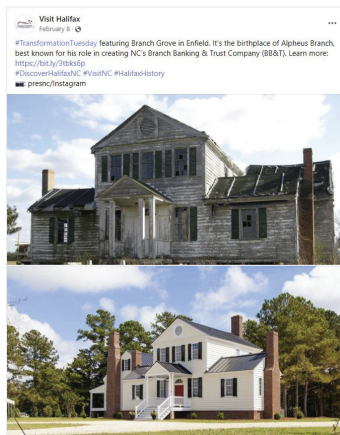 Visit Halifax
February 8 ·
#TransformationTuesday featuring Branch Grove in Enfield. It's the birthplace of Alpheus Branch,
best known for his role in creating NC's Branch Banking & Trust Company (BB&T). Learn more:
https://bit.ly/3tbks6p
#DiscoverHalifaxNC #VisitNC #HalifaxHistory
📷: presnc/Instagram